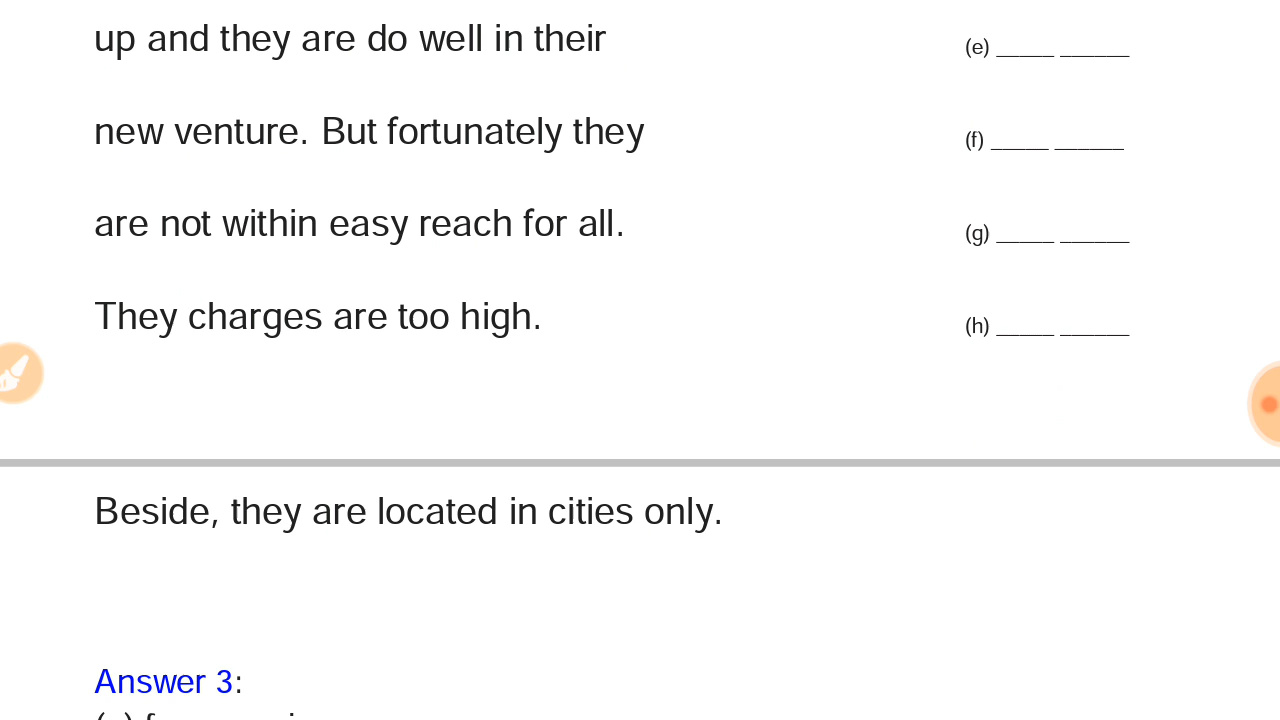 up and they are do well in their (e) _____ ______
new venture. But fortunately they (f) _____ ______
are not within easy reach for all. (g) _____ ______
They charges are too high. (h) _____ ______
Beside, they are located in cities only.
Answer 3: